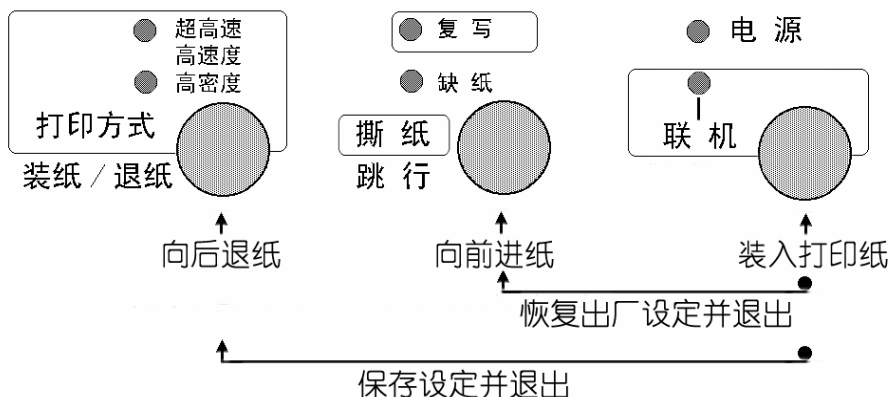 超高速
高速度
高密度
打印方式
装纸/退纸
复写
缺纸
撕纸
跳行
电源
联机
向后退纸
向前进纸
装入打印纸
恢复出厂设定并退出
保存设定并退出